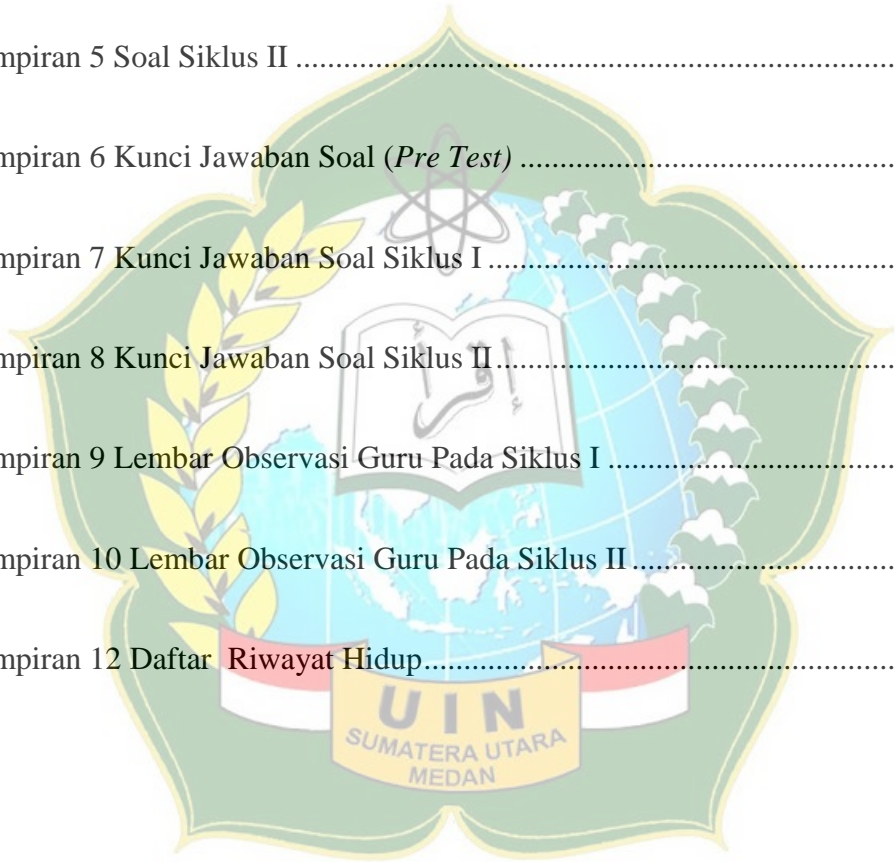 mpiran 5 Soal Siklus II ........................................................................
mpiran 6 Kunci Jawaban Soal (Pre Test) ...............................................
mpiran 7 Kunci Jawaban Soal Siklus I ...................................................
mpiran 8 Kunci Jawaban Soal Siklus II ..................................................
أقرأ
mpiran 9 Lembar Observasi Guru Pada Siklus I ....................................
mpiran 10 Lembar Observasi Guru Pada Siklus II .................................
mpiran 12 Daftar Riwayat Hidup ...........................................................
UIN
SUMATERA UTARA
MEDAN